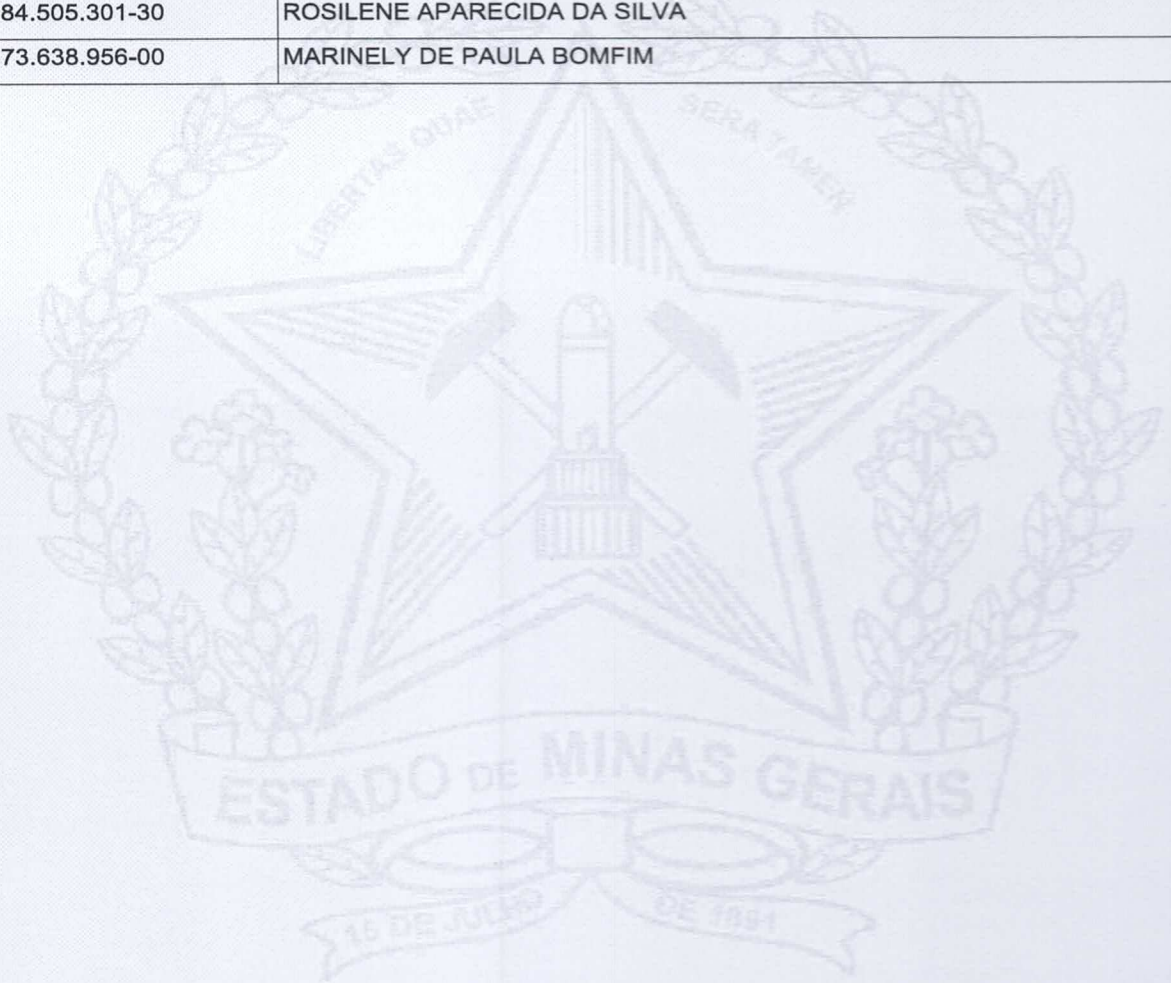 84.505.301-30 ROSILENE APARECIDA DA SILVA
73.638.956-00 MARINELY DE PAULA BOMFIM
LIBERTAS QUAE SERA TAMEN
ESTADO DE MINAS GERAIS
15 DE JULHO DE 1891